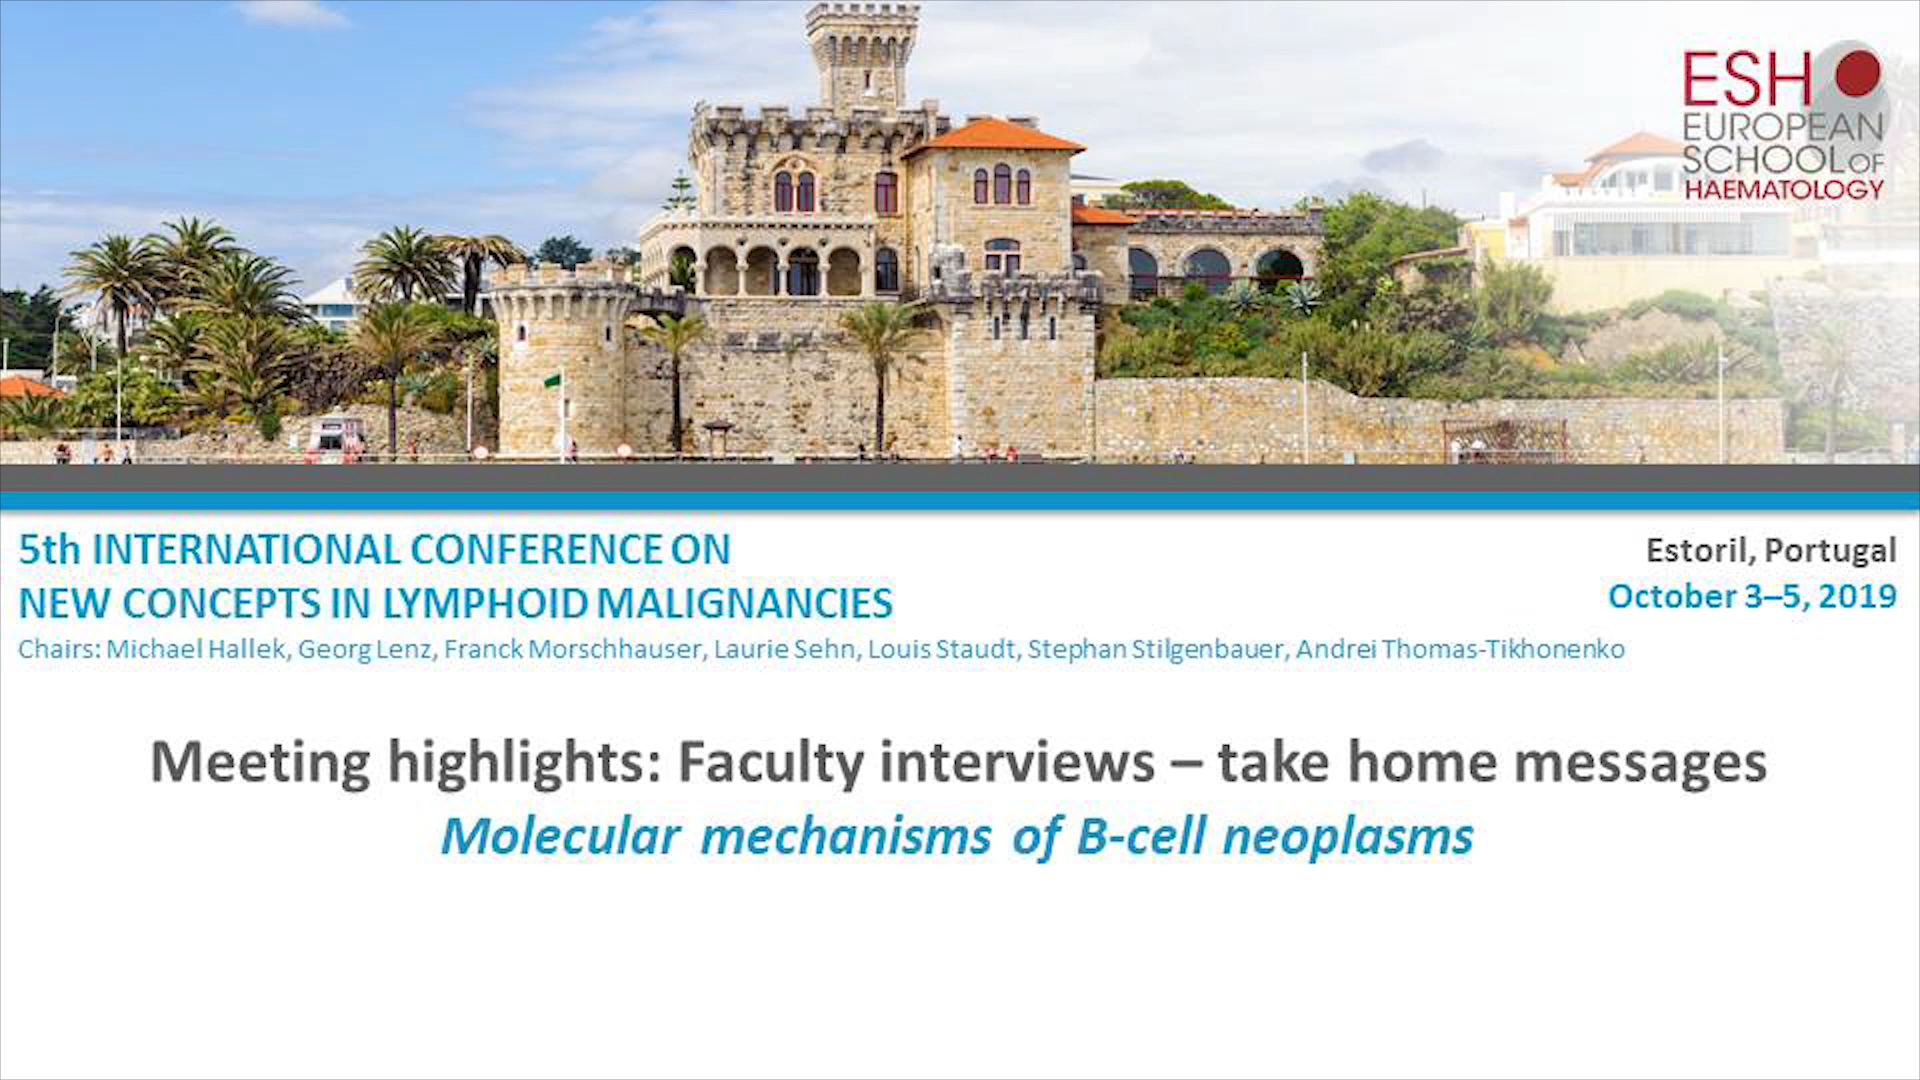 ESH
EUROPEAN
SCHOOL OF
HAEMATOLOGY
5th INTERNATIONAL CONFERENCE ON
NEW CONCEPTS IN LYMPHOID MALIGNANCIES
Estoril, Portugal
October 3–5, 2019
Chairs: Michael Hallek, Georg Lenz, Franck Morschhauser, Laurie Sehn, Louis Staudt, Stephan Stilgenbauer, Andrei Thomas-Tikhonenko
Meeting highlights: Faculty interviews – take home messages
Molecular mechanisms of B-cell neoplasms